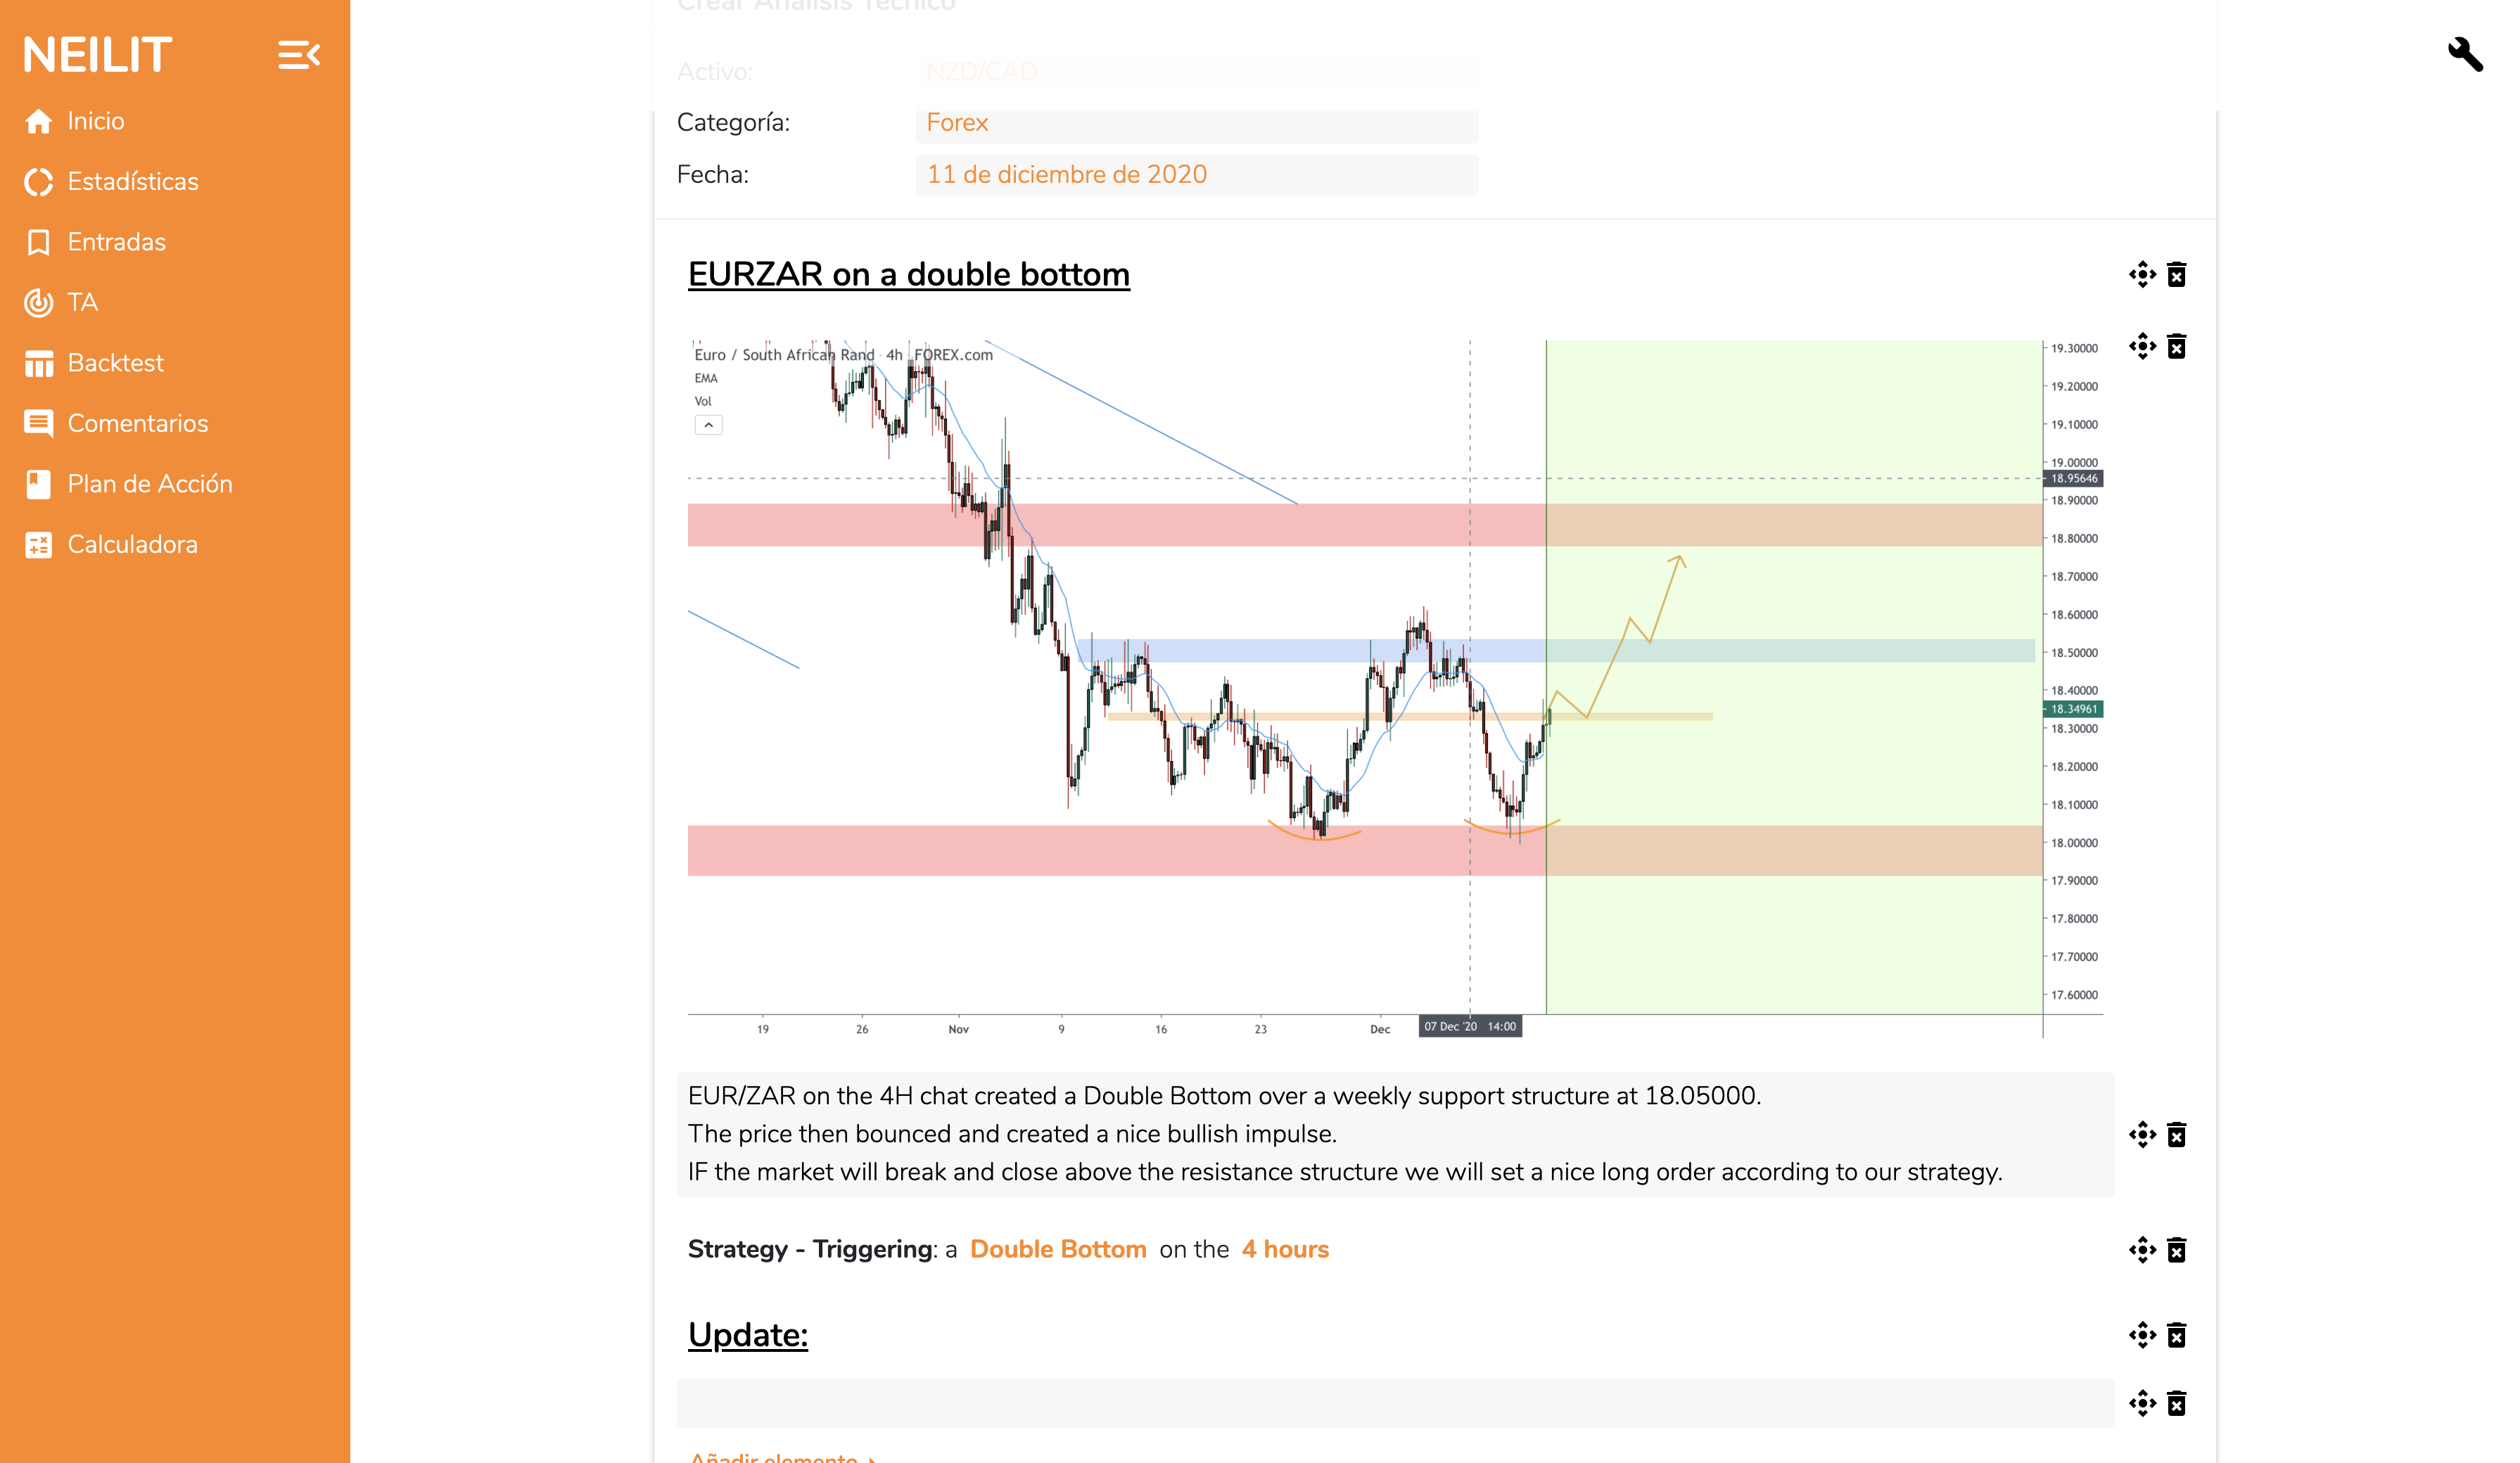 NEILIT
Inicio
Estadísticas
Entradas
TA
Backtest
Comentarios
Plan de Acción
Calculadora
Crear Análisis Técnico
Activo: NZD/CAD
Categoría: Forex
Fecha: 11 de diciembre de 2020
EURZAR on a double bottom
Euro / South African Rand · 4h · FOREX.com
EMA
Vol
19.30000
19.20000
19.10000
19.00000
18.95646
18.90000
18.80000
18.70000
18.60000
18.50000
18.40000
18.34961
18.30000
18.20000
18.10000
18.00000
17.90000
17.80000
17.70000
17.60000
19 26 Nov 9 16 23 Dec 07 Dec '20 14:00
EUR/ZAR on the 4H chat created a Double Bottom over a weekly support structure at 18.05000.
The price then bounced and created a nice bullish impulse.
IF the market will break and close above the resistance structure we will set a nice long order according to our strategy.
Strategy - Triggering: a Double Bottom on the 4 hours
Update:
Añadir elemento